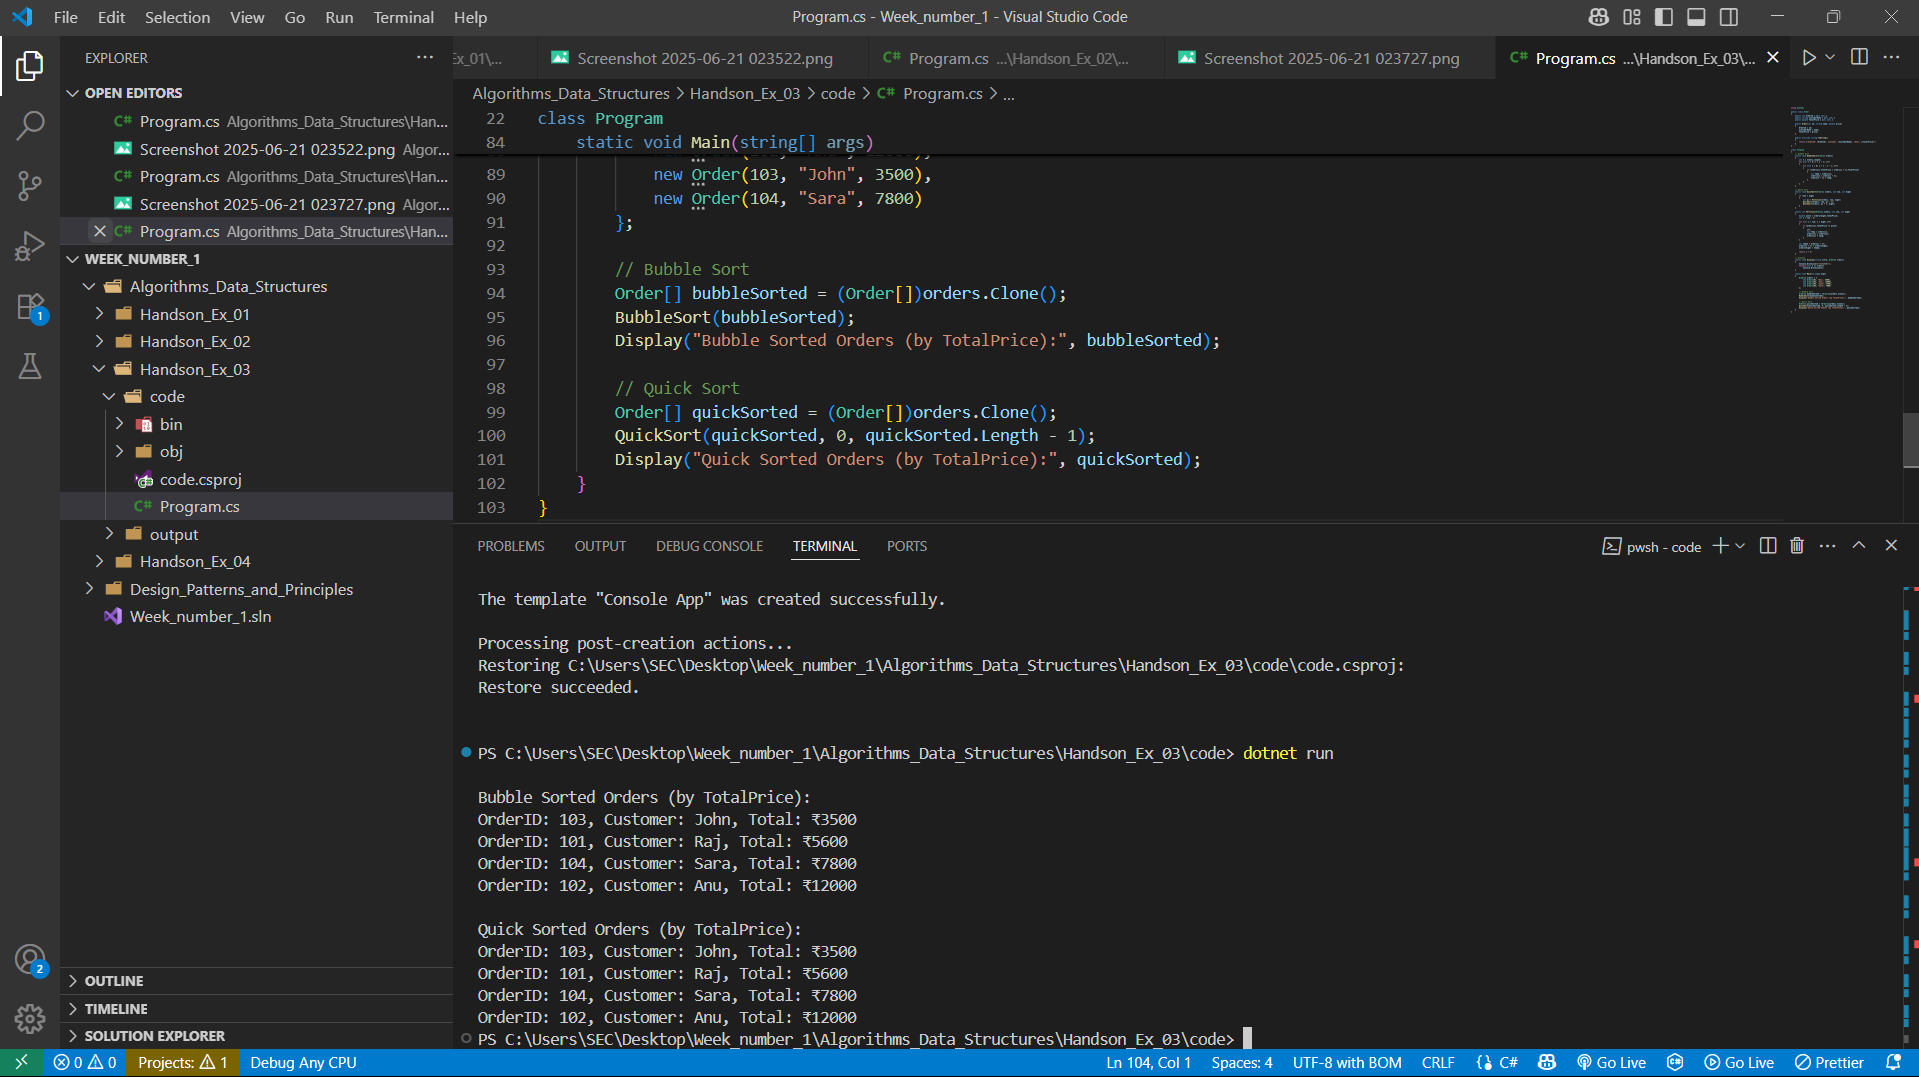 File Edit Selection View Go Run Terminal Help
Program.cs - Week_number_1 - Visual Studio Code
EXPLORER
Ex_01\...
Screenshot 2025-06-21 023522.png
C# Program.cs ...\Handson_Ex_02\...
Screenshot 2025-06-21 023727.png
C# Program.cs ...\Handson_Ex_03\...
OPEN EDITORS
C# Program.cs Algorithms_Data_Structures\Han...
Screenshot 2025-06-21 023522.png Algor...
C# Program.cs Algorithms_Data_Structures\Han...
Screenshot 2025-06-21 023727.png Algor...
C# Program.cs Algorithms_Data_Structures\Han...
WEEK_NUMBER_1
Algorithms_Data_Structures
Handson_Ex_01
Handson_Ex_02
Handson_Ex_03
code
bin
obj
code.csproj
C# Program.cs
output
Handson_Ex_04
Design_Patterns_and_Principles
Week_number_1.sln
OUTLINE
TIMELINE
SOLUTION EXPLORER
1
2
Algorithms_Data_Structures > Handson_Ex_03 > code > C# Program.cs > ...
22 class Program
84 static void Main(string[] args)
89 new Order(103, "John", 3500),
90 new Order(104, "Sara", 7800)
91 };
92
93 // Bubble Sort
94 Order[] bubbleSorted = (Order[])orders.Clone();
95 BubbleSort(bubbleSorted);
96 Display("Bubble Sorted Orders (by TotalPrice):", bubbleSorted);
97
98 // Quick Sort
99 Order[] quickSorted = (Order[])orders.Clone();
100 QuickSort(quickSorted, 0, quickSorted.Length - 1);
101 Display("Quick Sorted Orders (by TotalPrice):", quickSorted);
102 }
103 }
PROBLEMS OUTPUT DEBUG CONSOLE TERMINAL PORTS
pwsh - code
The template "Console App" was created successfully.
Processing post-creation actions...
Restoring C:\Users\SEC\Desktop\Week_number_1\Algorithms_Data_Structures\Handson_Ex_03\code\code.csproj:
Restore succeeded.
PS C:\Users\SEC\Desktop\Week_number_1\Algorithms_Data_Structures\Handson_Ex_03\code> dotnet run
Bubble Sorted Orders (by TotalPrice):
OrderID: 103, Customer: John, Total: ₹3500
OrderID: 101, Customer: Raj, Total: ₹5600
OrderID: 104, Customer: Sara, Total: ₹7800
OrderID: 102, Customer: Anu, Total: ₹12000
Quick Sorted Orders (by TotalPrice):
OrderID: 103, Customer: John, Total: ₹3500
OrderID: 101, Customer: Raj, Total: ₹5600
OrderID: 104, Customer: Sara, Total: ₹7800
OrderID: 102, Customer: Anu, Total: ₹12000
PS C:\Users\SEC\Desktop\Week_number_1\Algorithms_Data_Structures\Handson_Ex_03\code>
0 0 Projects: 1 Debug Any CPU
Ln 104, Col 1 Spaces: 4 UTF-8 with BOM CRLF C# Go Live Go Live Prettier